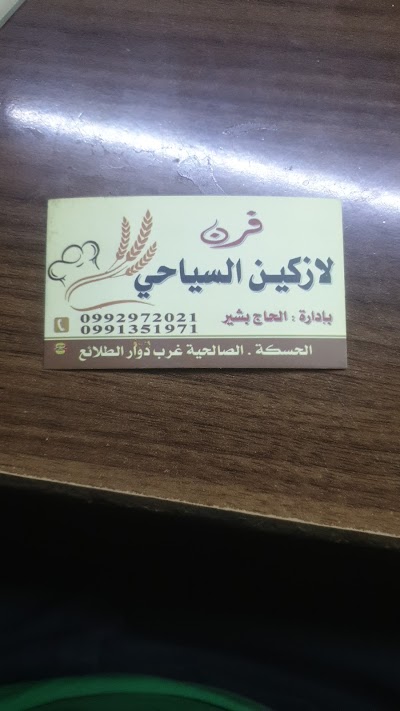 فرن
لازكين السياحي
بإدارة : الحاج بشير
0992972021
0991351971
الحسكة . الصالحية غرب دوار الطلائع